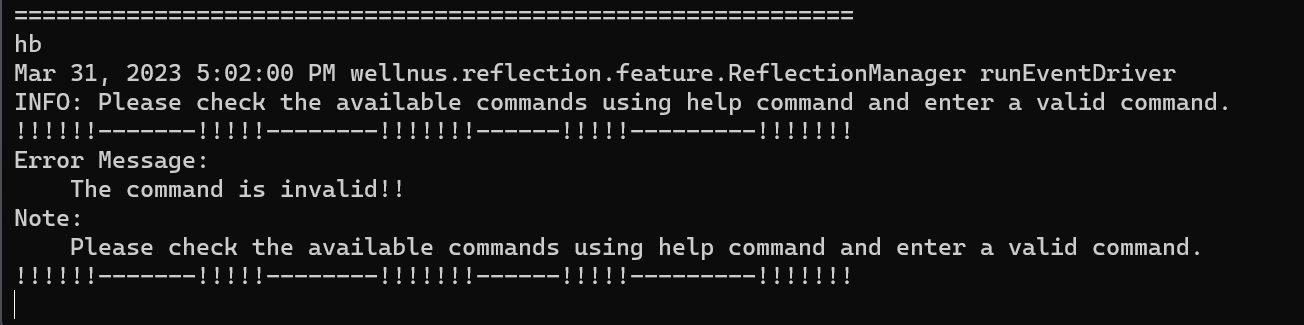 ============================================================
hb
Mar 31, 2023 5:02:00 PM wellnus.reflection.feature.ReflectionManager runEventDriver
INFO: Please check the available commands using help command and enter a valid command.
!!!!!!-------!!!!!--------!!!!!!!------!!!!!---------!!!!!!!
Error Message:
    The command is invalid!!
Note:
    Please check the available commands using help command and enter a valid command.
!!!!!!-------!!!!!--------!!!!!!!------!!!!!---------!!!!!!!